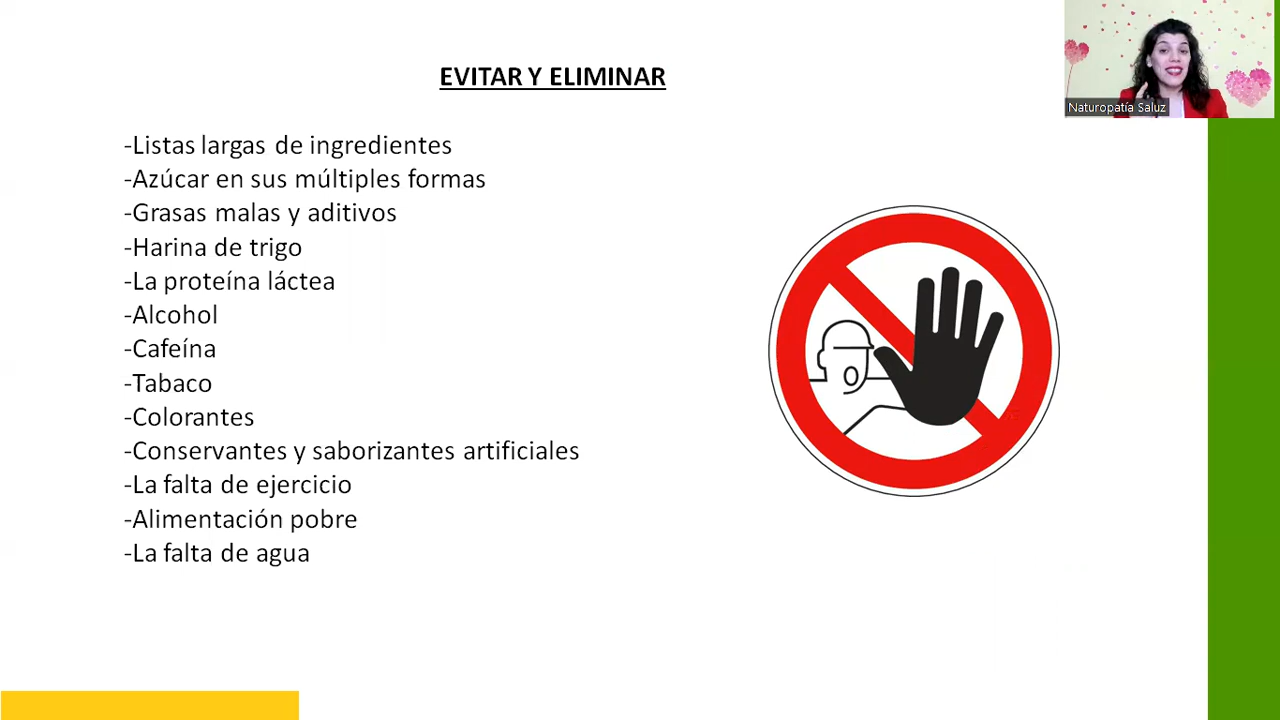 EVITAR Y ELIMINAR
Naturopatía Saluz
-Listas largas de ingredientes
-Azúcar en sus múltiples formas
-Grasas malas y aditivos
-Harina de trigo
-La proteína láctea
-Alcohol
-Cafeína
-Tabaco
-Colorantes
-Conservantes y saborizantes artificiales
-La falta de ejercicio
-Alimentación pobre
-La falta de agua